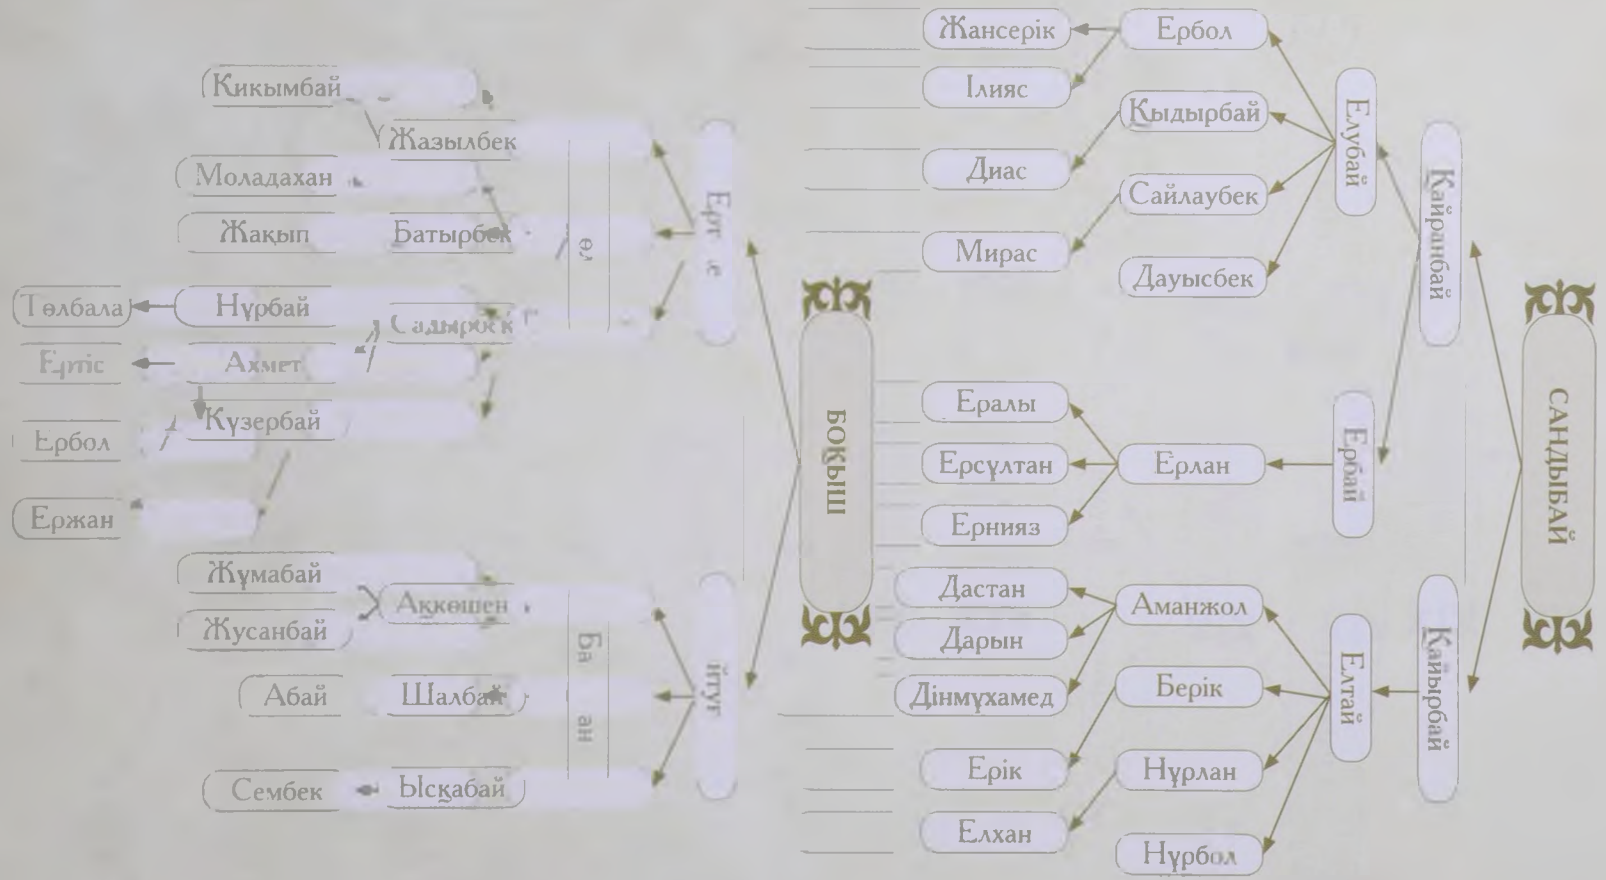 САНДЫБАЙ
Қайранбай
Елубай
Ербол
Жансерік
Ілияс
Қыдырбай
Диас
Сайлаубек
Мирас
Дауысбек
Ербай
Ерлан
Ералы
Ерсұлтан
Ернияз
Қайырбай
Елтай
Аманжол
Дастан
Дарын
Дінмұхамед
Берік
Ерік
Нұрлан
Елхан
Нұрбол
БОҚЫШ
Жазылбек
Кикымбай
Батырбек
Моладахан
Жақып
Садырбек
Нұрбай
Төлбала
Ахмет
Ертіс
Күзербай
Ербол
Ержан
Аққөшен
Жұмабай
Жусанбай
Шалбай
Абай
Ысқабай
Сембек